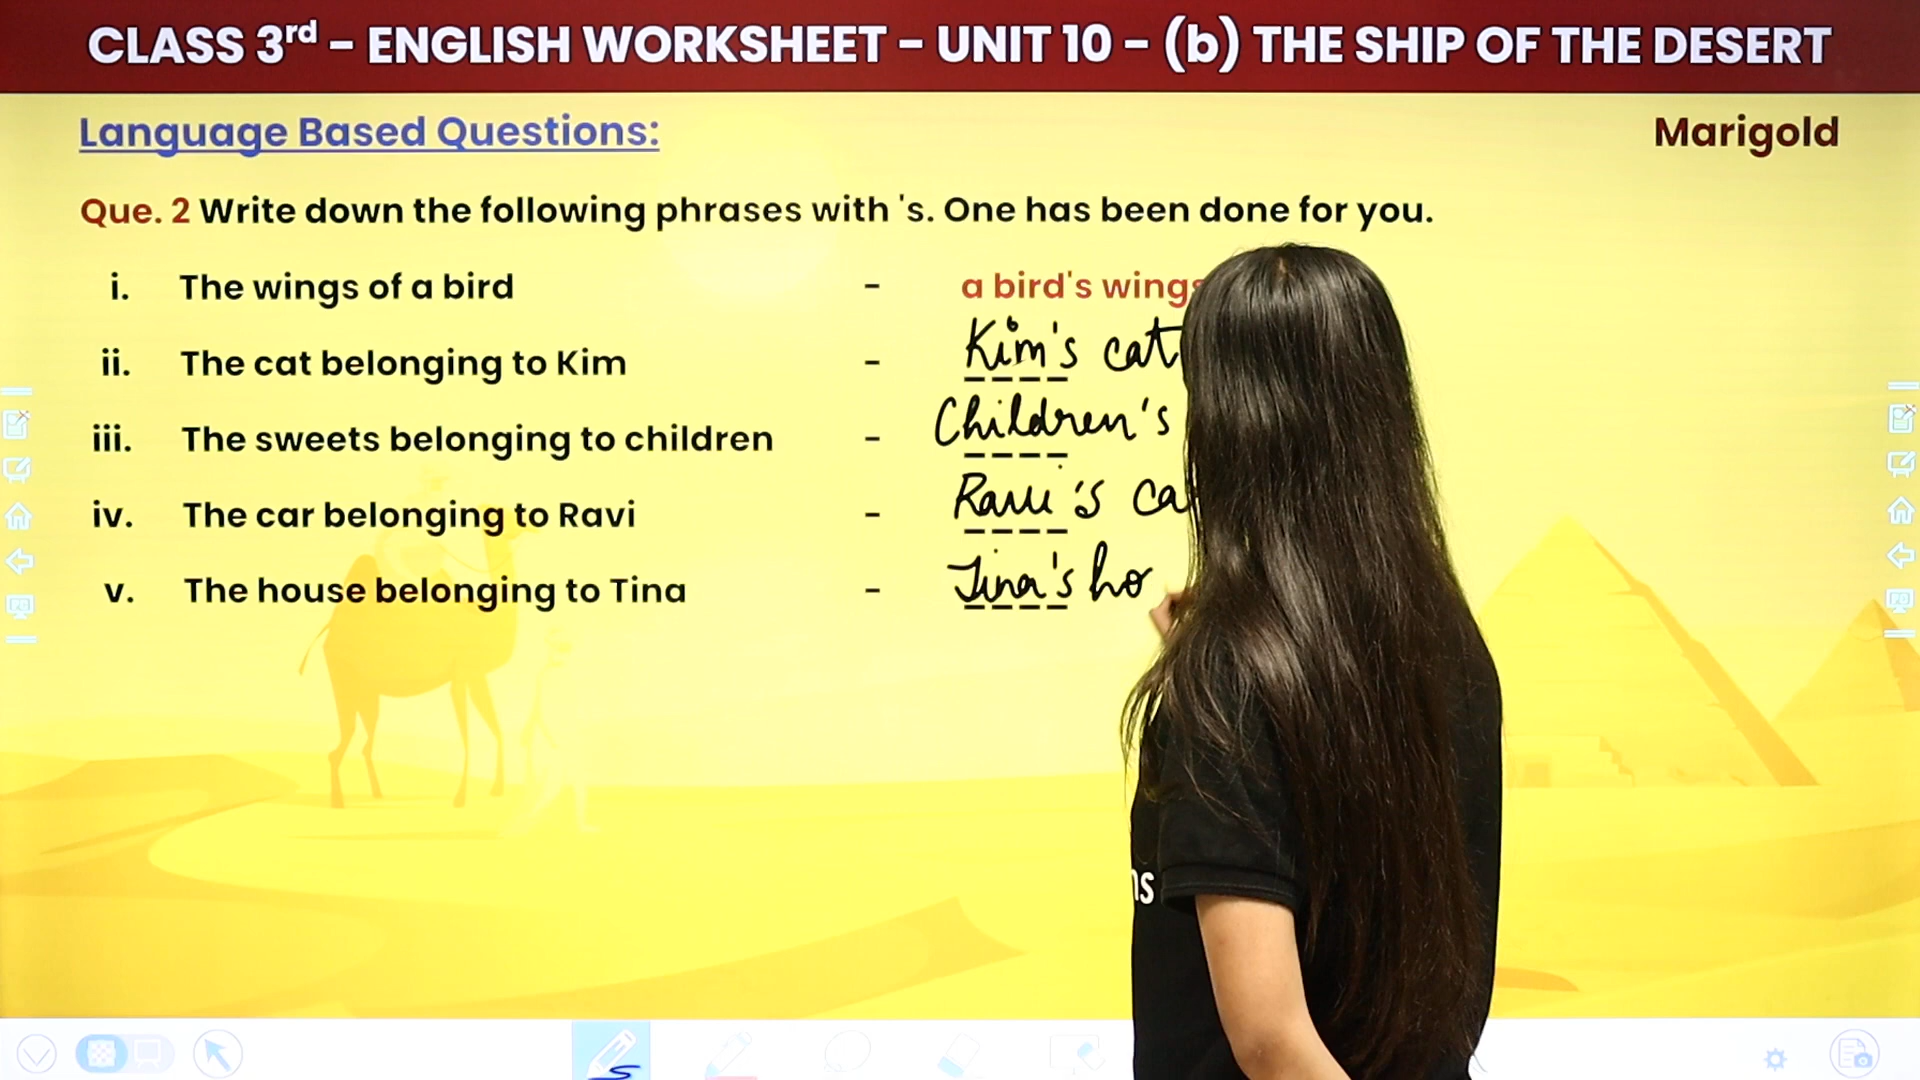 CLASS 3rd - ENGLISH WORKSHEET - UNIT 10 - (b) THE SHIP OF THE DESERT
Language Based Questions: Marigold
Que. 2 Write down the following phrases with 's. One has been done for you.
i. The wings of a bird - a bird's wings
ii. The cat belonging to Kim - Kim's cat
iii. The sweets belonging to children - Children's
iv. The car belonging to Ravi - Ravi's ca
v. The house belonging to Tina - Tina's ho
ns